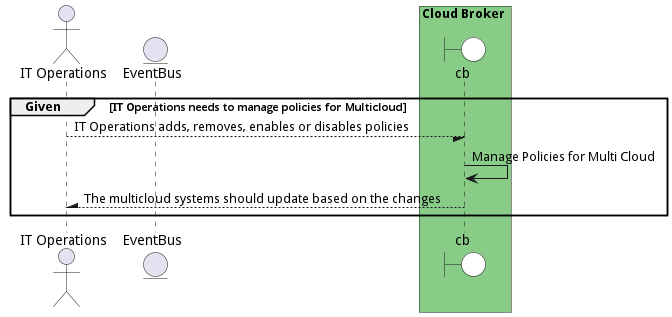 Cloud Broker
IT Operations
EventBus
cb
Given
[IT Operations needs to manage policies for Multicloud]
IT Operations adds, removes, enables or disables policies
Manage Policies for Multi Cloud
The multicloud systems should update based on the changes
IT Operations
EventBus
cb